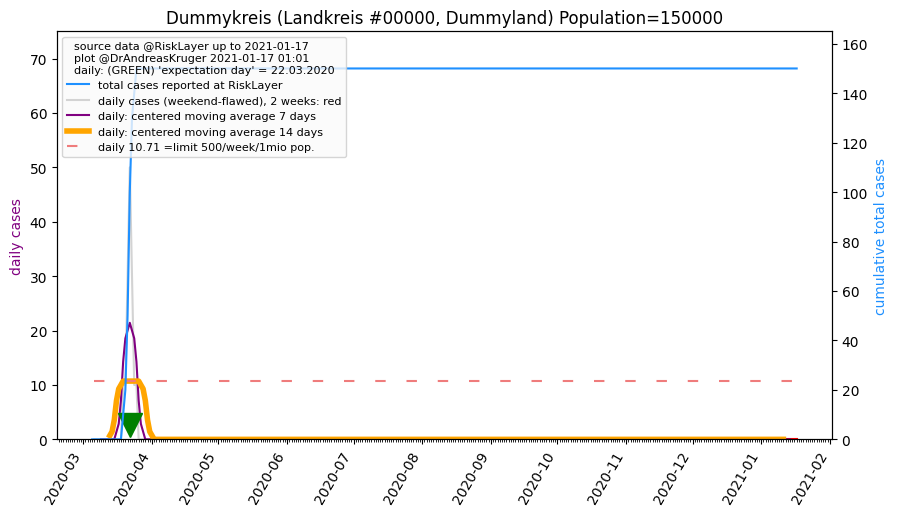 Dummykreis (Landkreis #00000, Dummyland) Population=150000
source data @RiskLayer up to 2021-01-17
plot @DrAndreasKruger 2021-01-17 01:01
daily: (GREEN) 'expectation day' = 22.03.2020
total cases reported at RiskLayer
daily cases (weekend-flawed), 2 weeks: red
daily: centered moving average 7 days
daily: centered moving average 14 days
daily 10.71 =limit 500/week/1mio pop.
daily cases
70
60
50
40
30
20
10
0
cumulative total cases
160
140
120
100
80
60
40
20
0
2020-03
2020-04
2020-05
2020-06
2020-07
2020-08
2020-09
2020-10
2020-11
2020-12
2021-01
2021-02